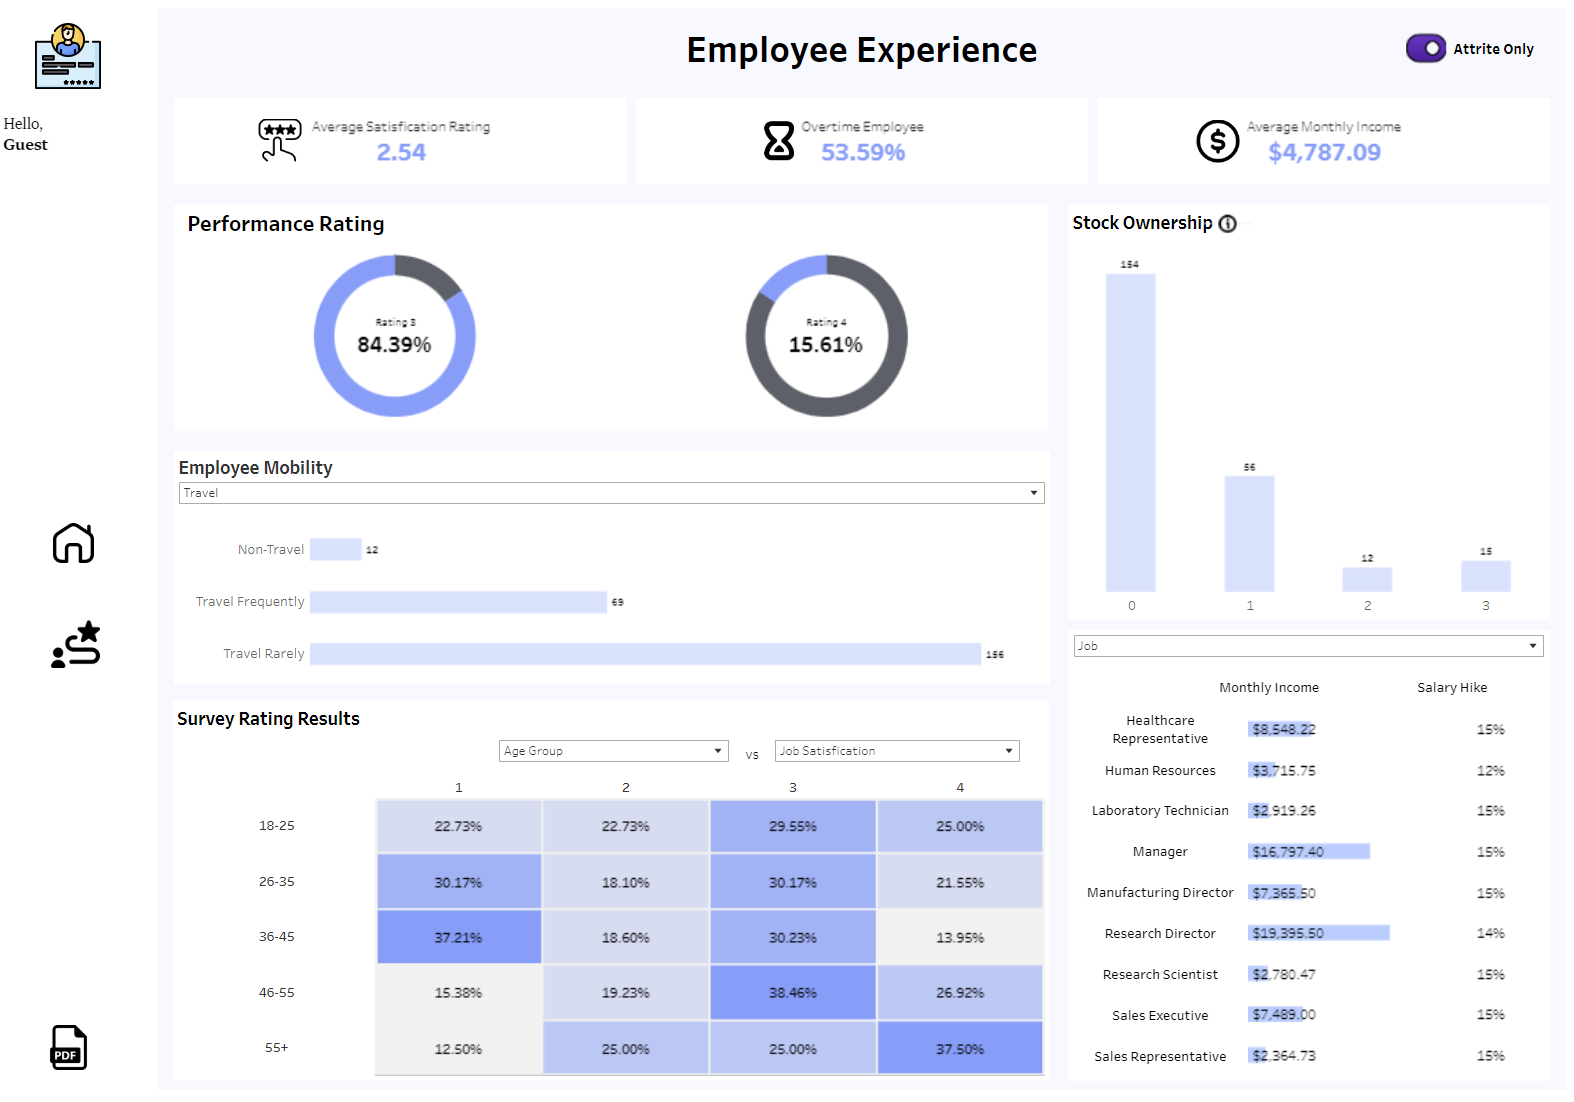 Hello,
Guest
Employee Experience
Attrite Only
Average Satisfication Rating
2.54
Overtime Employee
53.59%
Average Monthly Income
$4,787.09
Performance Rating
Rating 3
84.39%
Rating 4
15.61%
Stock Ownership
154
56
12
15
0 1 2 3
Employee Mobility
Travel
Non-Travel 12
Travel Frequently 69
Travel Rarely 156
Survey Rating Results
Age Group vs Job Satisfication
1 2 3 4
18-25 22.73% 22.73% 29.55% 25.00%
26-35 30.17% 18.10% 30.17% 21.55%
36-45 37.21% 18.60% 30.23% 13.95%
46-55 15.38% 19.23% 38.46% 26.92%
55+ 12.50% 25.00% 25.00% 37.50%
Job
Monthly Income Salary Hike
Healthcare
Representative $8,548.22 15%
Human Resources $3,715.75 12%
Laboratory Technician $2,919.26 15%
Manager $16,797.40 15%
Manufacturing Director $7,365.50 15%
Research Director $19,395.50 14%
Research Scientist $2,780.47 15%
Sales Executive $7,489.00 15%
Sales Representative $2,364.73 15%
PDF